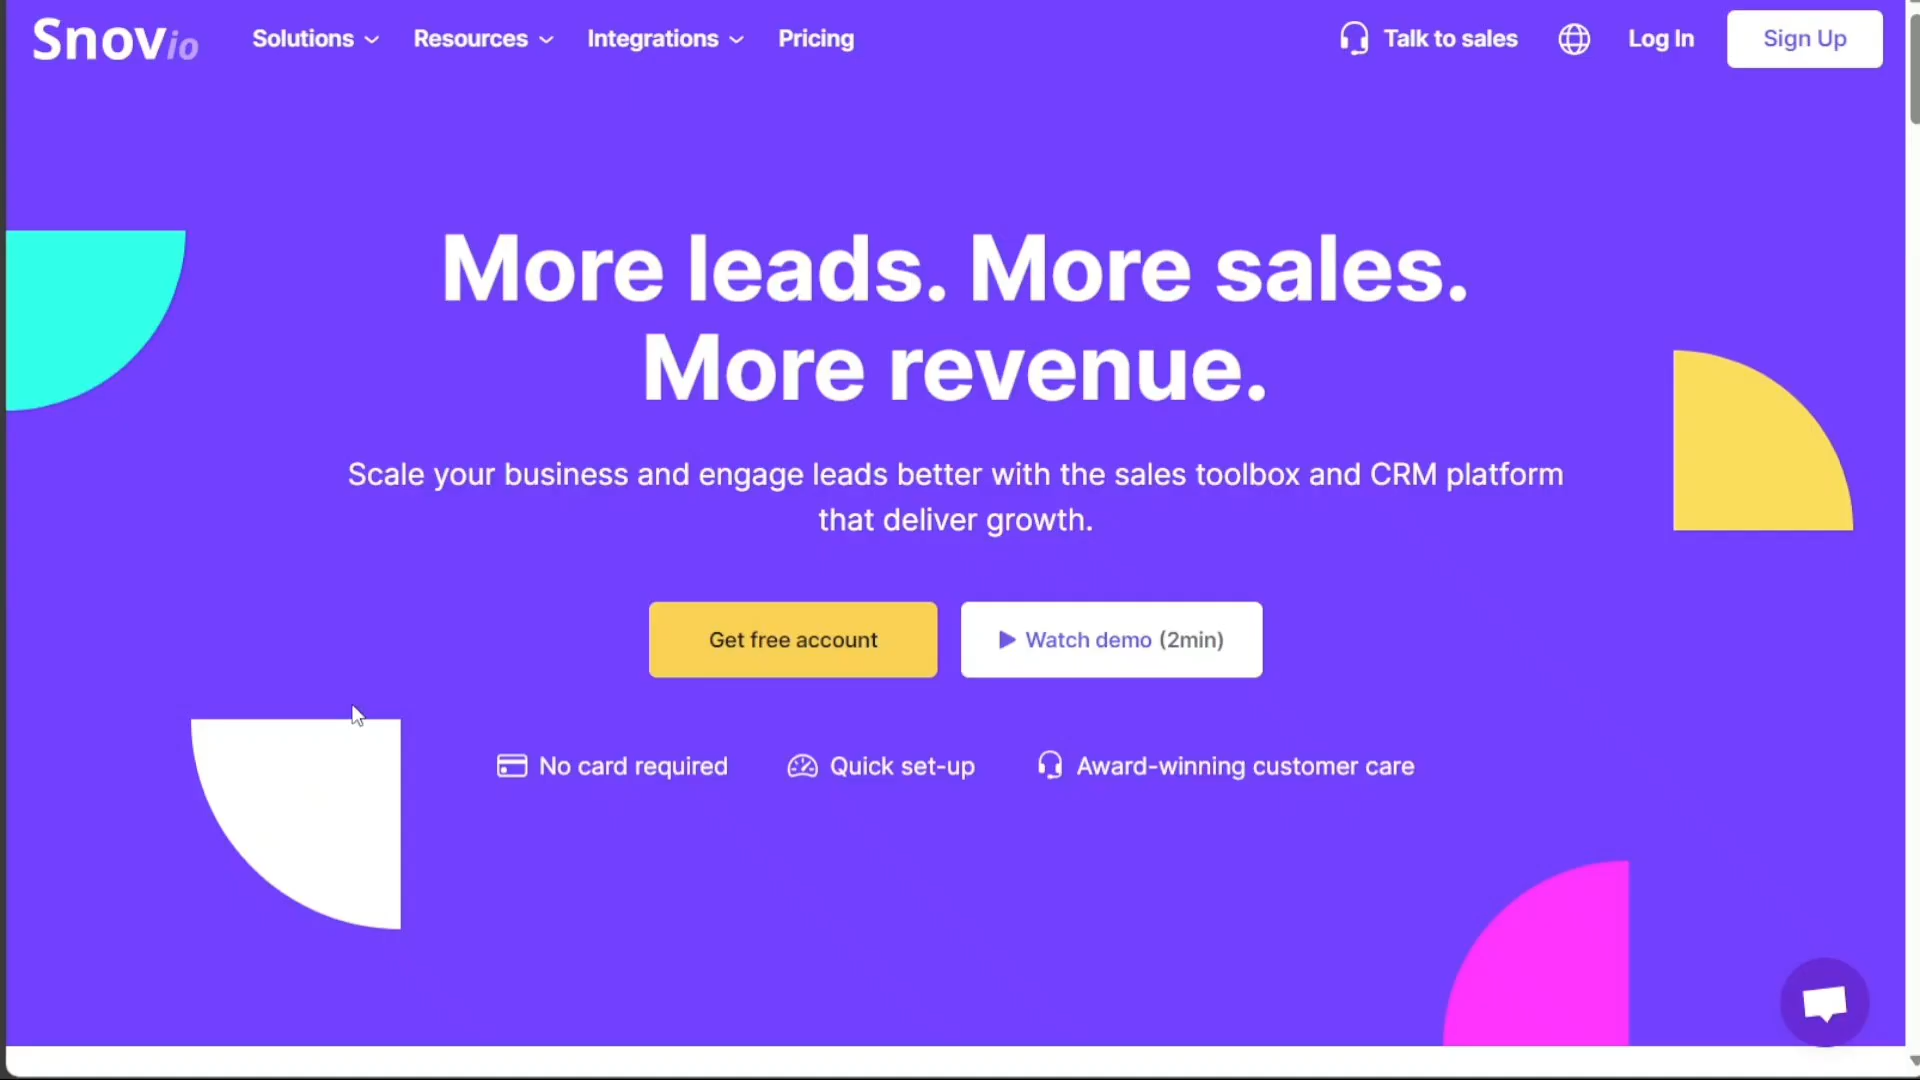 Snovio
Solutions
Resources
Integrations
Pricing
Talk to sales
Log In
Sign Up
More leads. More sales.
More revenue.
Scale your business and engage leads better with the sales toolbox and CRM platform
that deliver growth.
Get free account
Watch demo (2min)
No card required
Quick set-up
Award-winning customer care